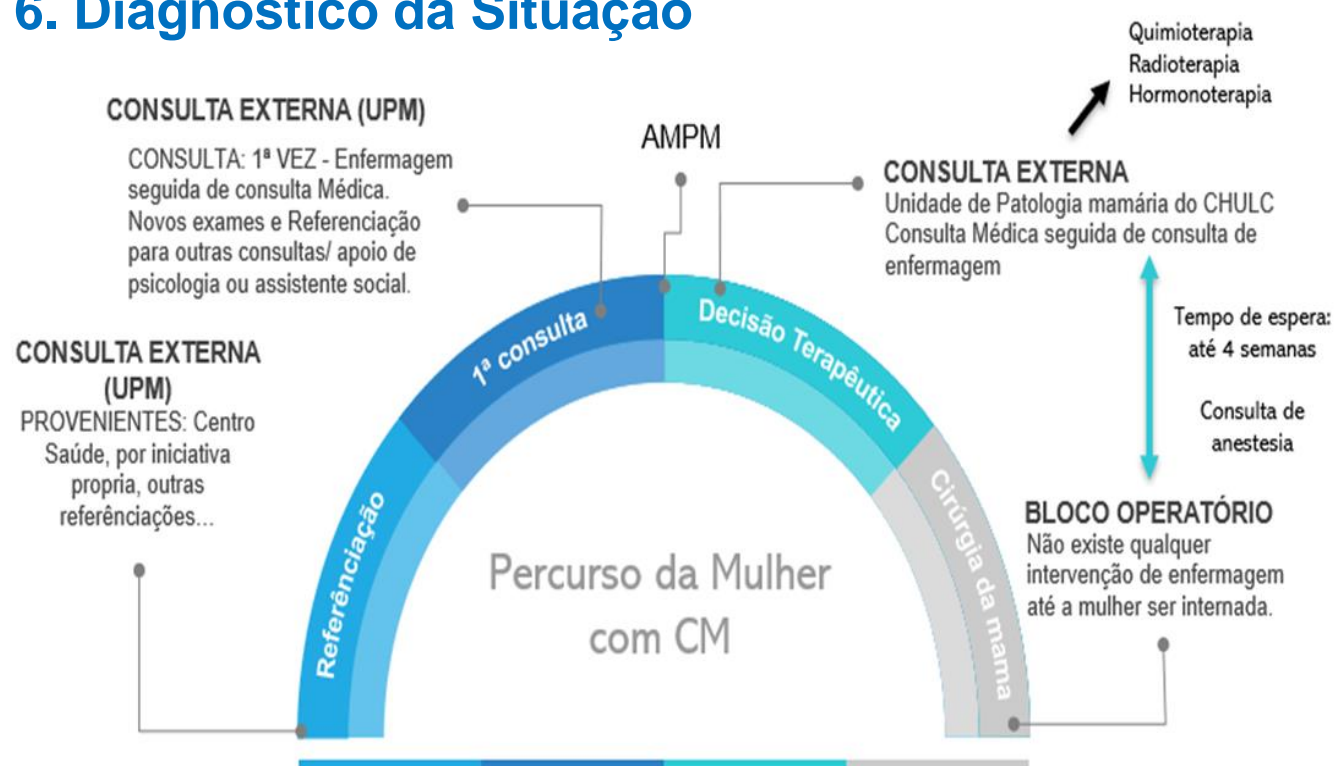 6. Diagnóstico da Situação
CONSULTA EXTERNA (UPM)
CONSULTA: 1ª VEZ - Enfermagem
seguida de consulta Médica.
Novos exames e Referenciação
para outras consultas/ apoio de
psicologia ou assistente social.
CONSULTA EXTERNA
(UPM)
PROVENIENTES: Centro
Saúde, por iniciativa
propria, outras
referênciações...
AMPM
Quimioterapia
Radioterapia
Hormonoterapia
CONSULTA EXTERNA
Unidade de Patologia mamária do CHULC
Consulta Médica seguida de consulta de
enfermagem
Tempo de espera:
até 4 semanas
Consulta de
anestesia
BLOCO OPERATÓRIO
Não existe qualquer
intervenção de enfermagem
até a mulher ser internada.
Referênciação
1ª consulta
Decisão Terapêutica
Cirúrgia da mama
Percurso da Mulher
com CM